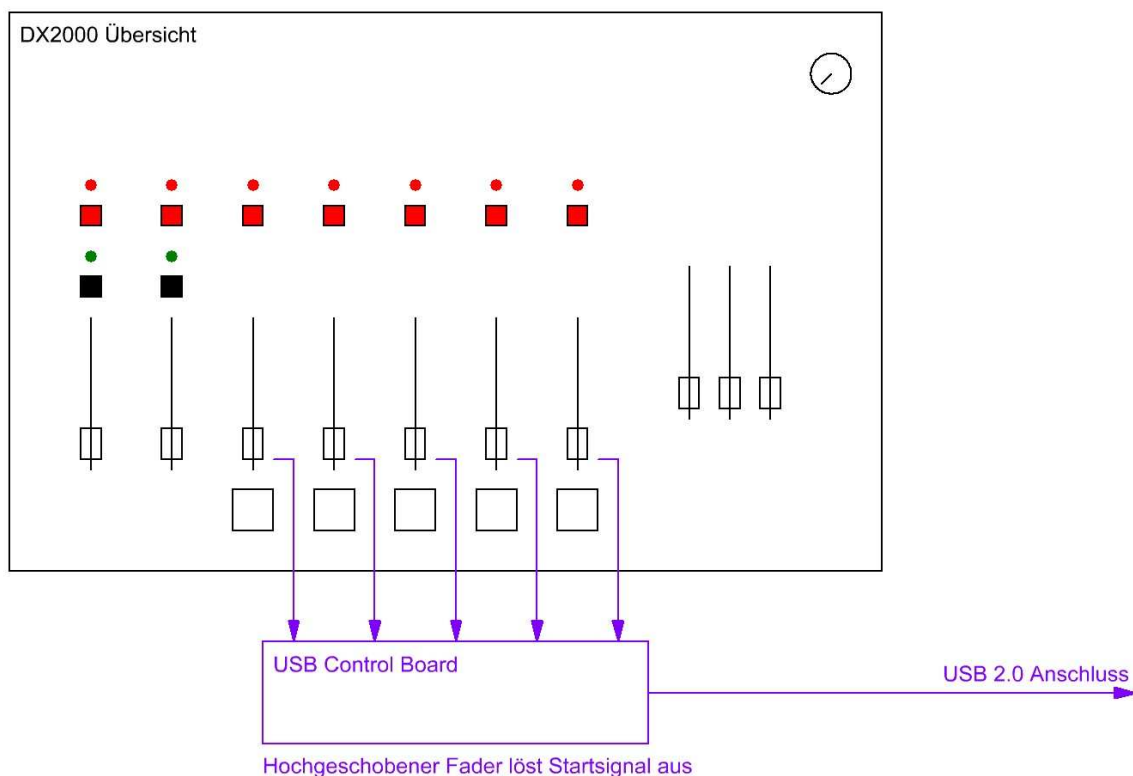 DX2000 Übersicht
USB Control Board
USB 2.0 Anschluss
Hochgeschobener Fader löst Startsignal aus